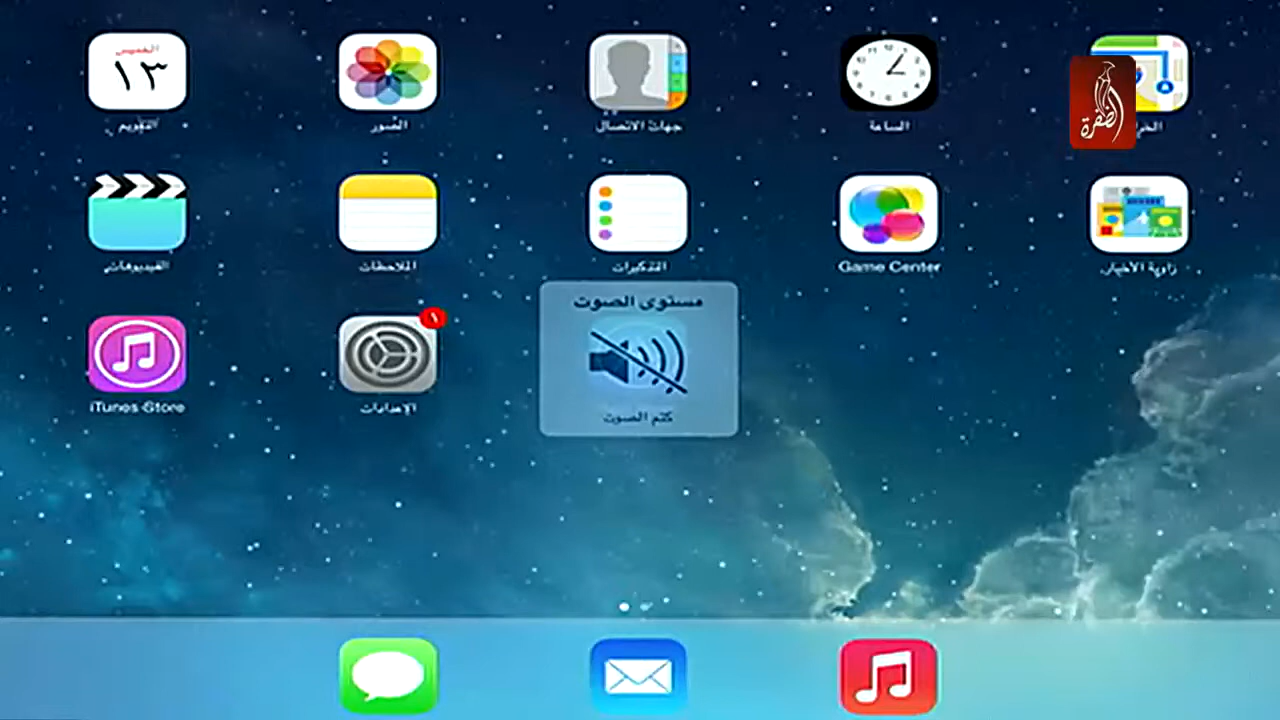 الخميس
١٣
التقويم
الصور
جهات الاتصال
الساعة
الظفرة
الفيديوهات
الملاحظات
التذكيرات
Game Center
زاوية الأخبار
iTunes Store
١
الإعدادات
مستوى الصوت
كتم الصوت